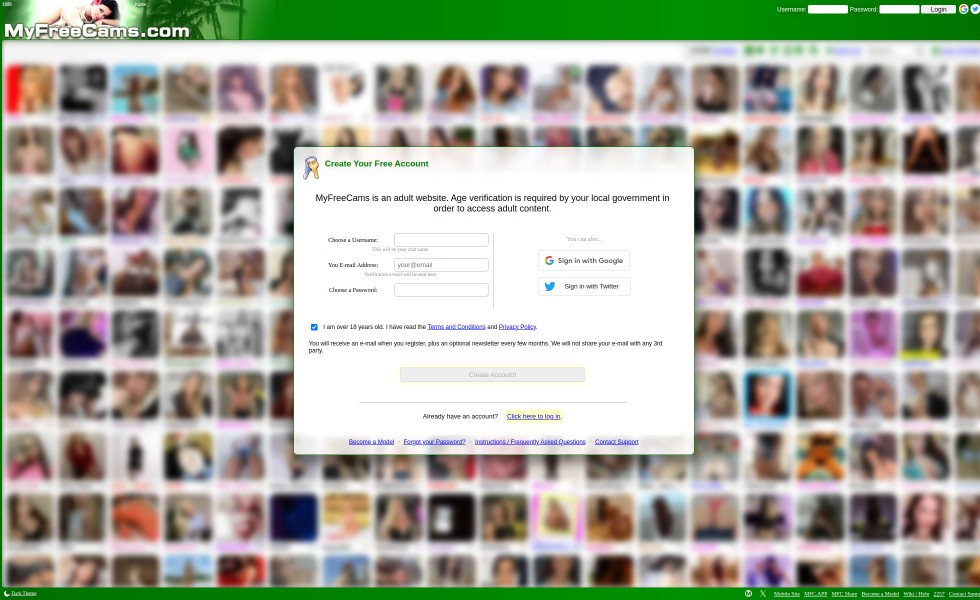 Username: Password: Login
MyFreeCams.com
Create Your Free Account
MyFreeCams is an adult website. Age verification is required by your local government in
order to access adult content.
Choose a Username:
This will be your chat name.
You E-mail Address: your@email
Verification e-mail will be sent here.
Choose a Password:
You can also...
Sign in with Google
Sign in with Twitter
I am over 18 years old. I have read the Terms and Conditions and Privacy Policy.
You will receive an e-mail when you register, plus an optional newsletter every few months. We will not share your e-mail with any 3rd
party.
Create Account!
Already have an account? Click here to log in.
Become a Model - Forgot your Password? - Instructions / Frequently Asked Questions - Contact Support
Dark Theme
Mobile Site MFC.APP MFC Share Become a Model Wiki / Help 2257 Contact